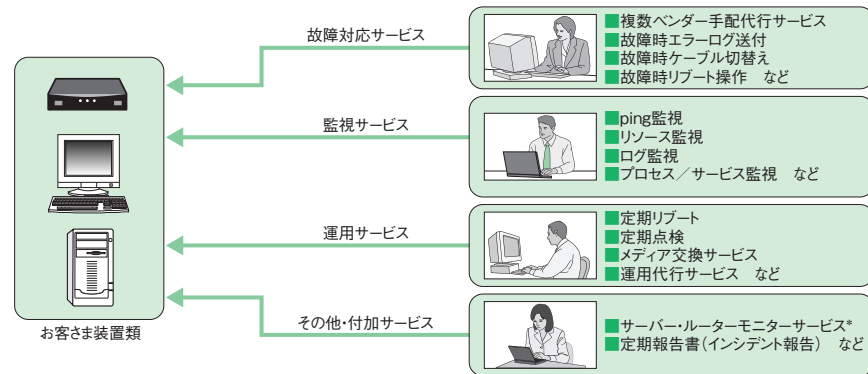 故障対応サービス
■複数ベンダー手配代行サービス
■故障時エラーログ送付
■故障時ケーブル切替え
■故障時リブート操作　など
監視サービス
■ping監視
■リソース監視
■ログ監視
■プロセス／サービス監視　など
運用サービス
■定期リブート
■定期点検
■メディア交換サービス
■運用代行サービス　など
その他・付加サービス
■サーバー・ルーターモニターサービス*
■定期報告書（インシデント報告）　など
お客さま装置類